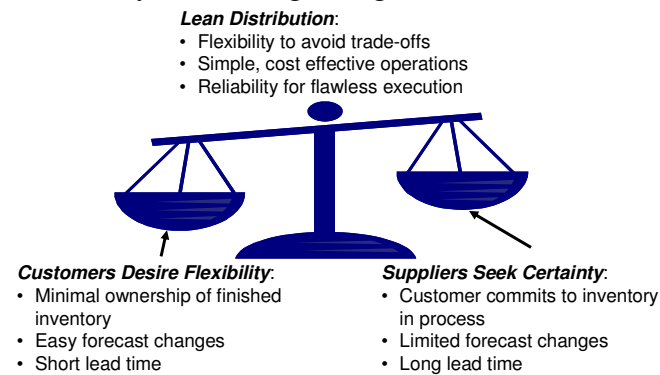 Lean Distribution:
• Flexibility to avoid trade-offs
• Simple, cost effective operations
• Reliability for flawless execution
Customers Desire Flexibility:
• Minimal ownership of finished
inventory
• Easy forecast changes
• Short lead time
Suppliers Seek Certainty:
• Customer commits to inventory
in process
• Limited forecast changes
• Long lead time